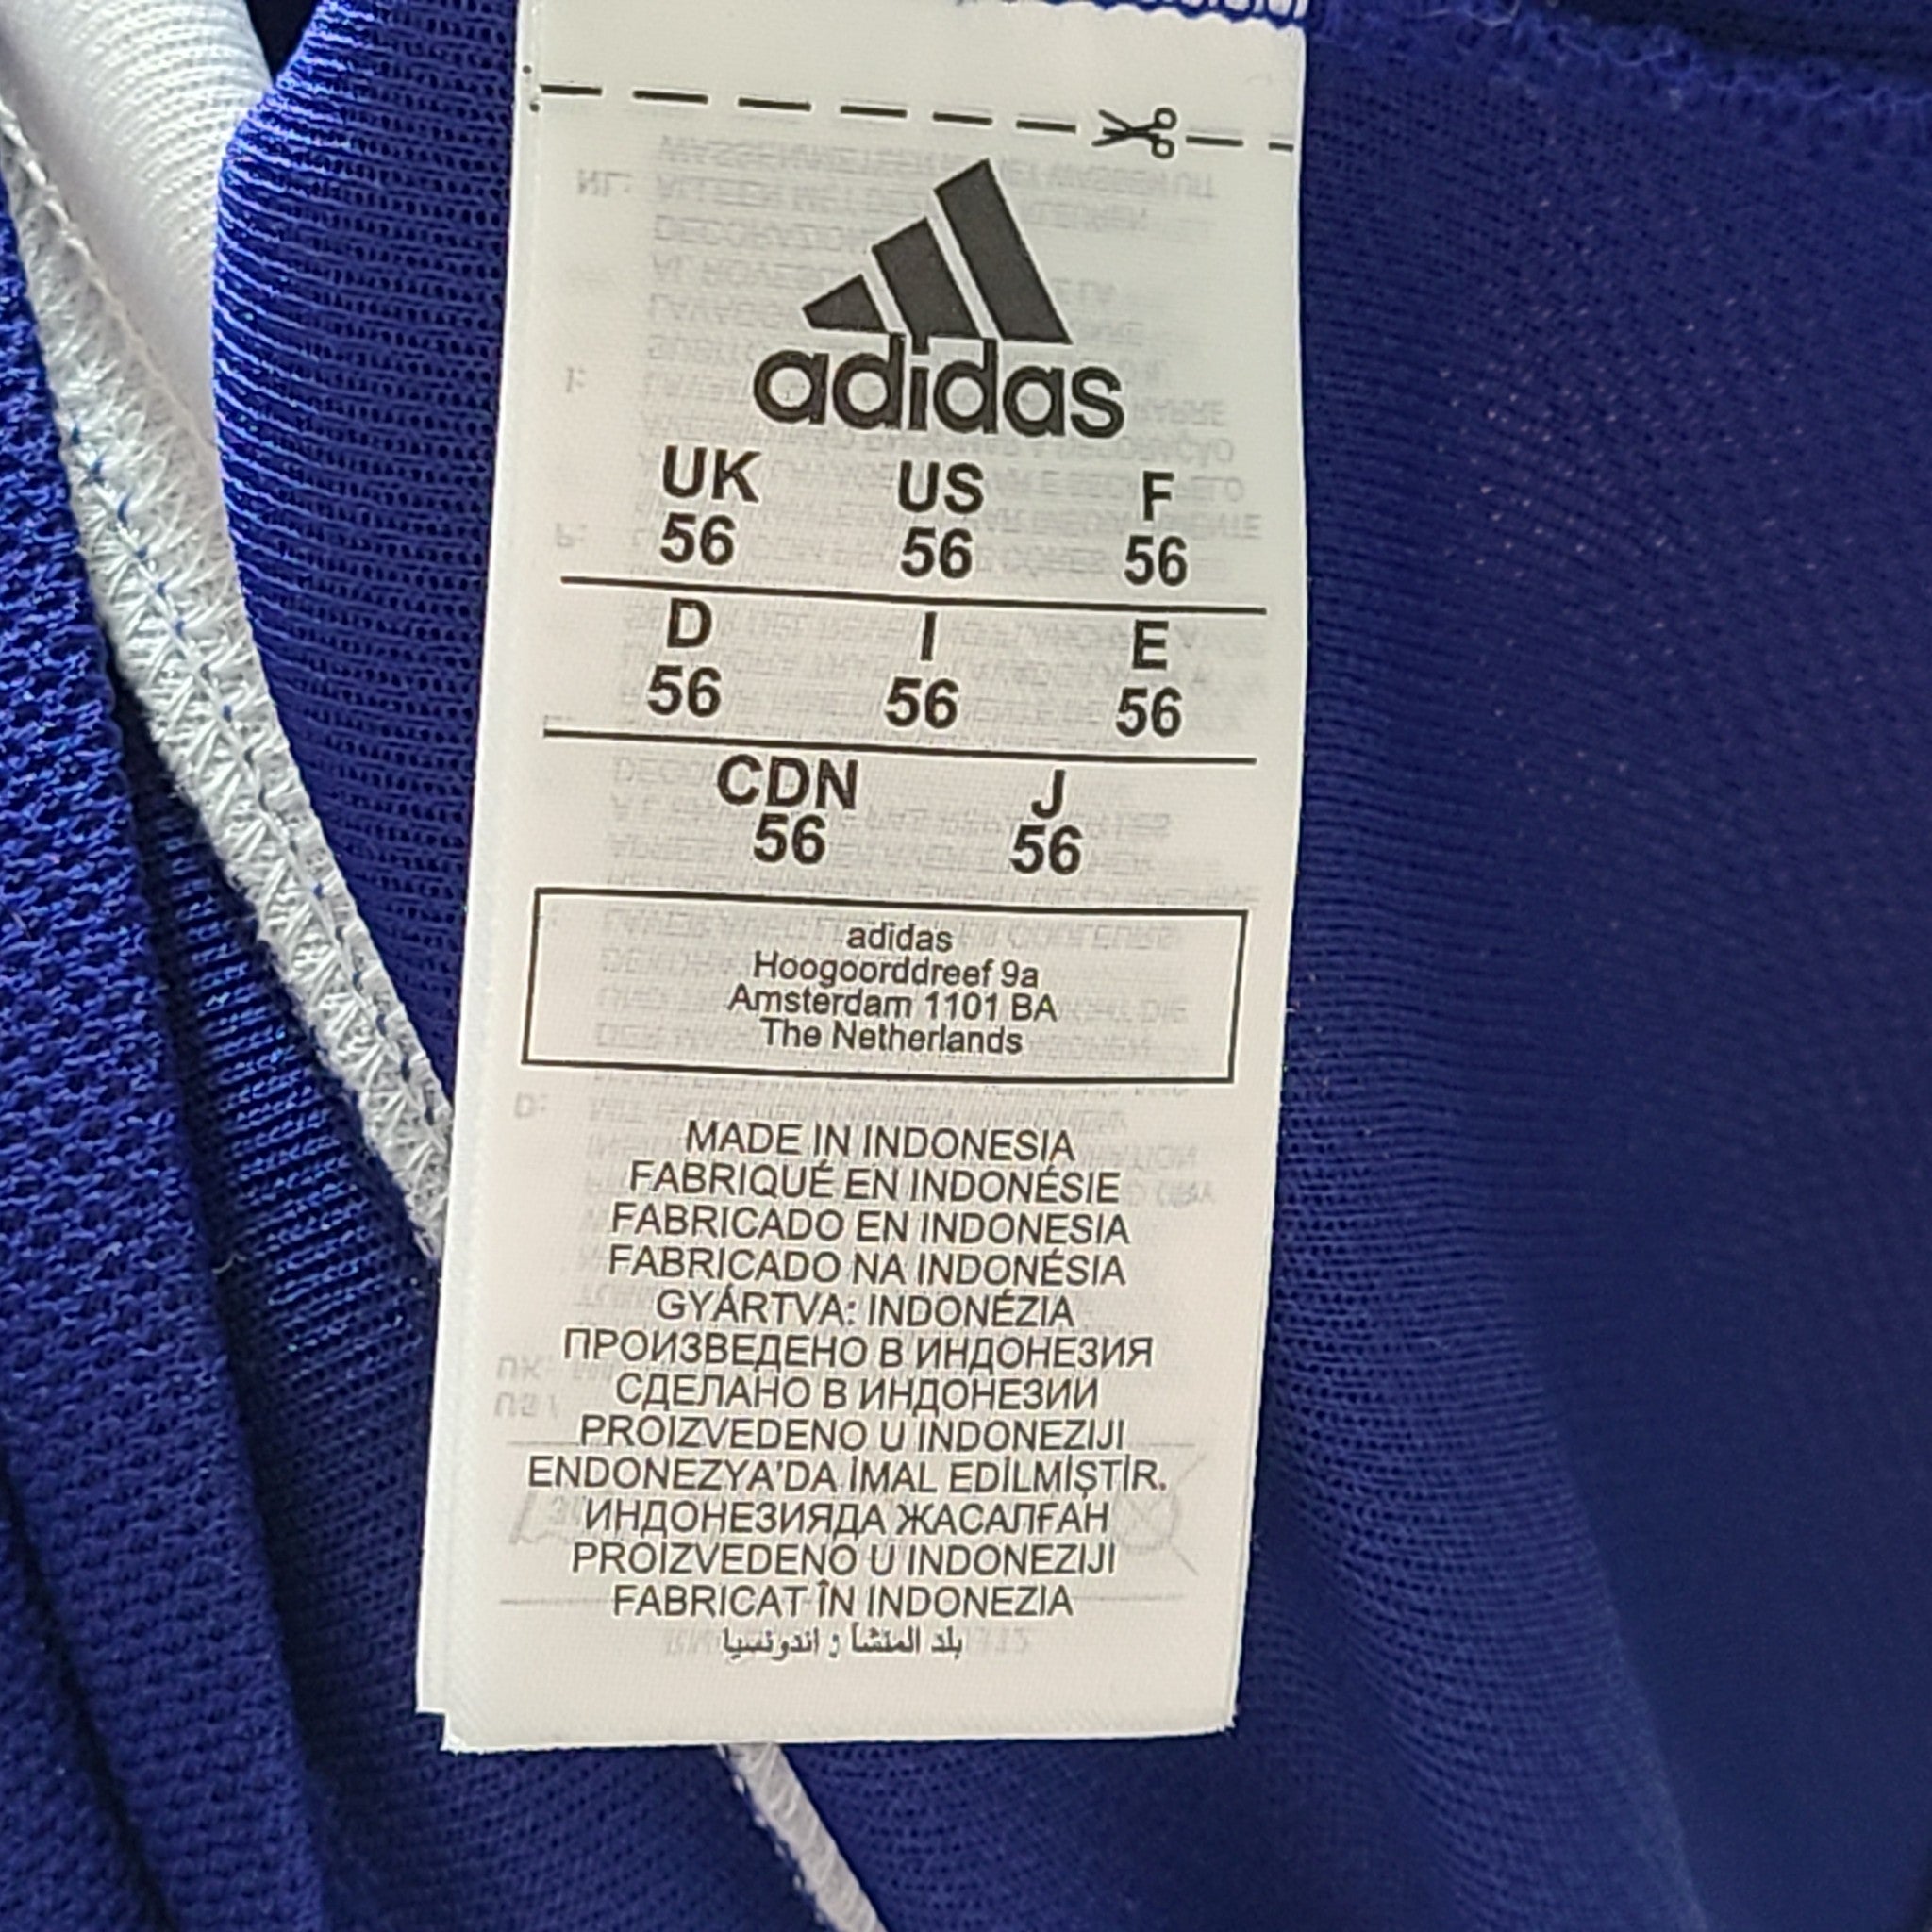 adidas
UK US F
56 56 56
D I E
56 56 56
CDN J
56 56
adidas
Hoogoorddreef 9a
Amsterdam 1101 BA
The Netherlands
MADE IN INDONESIA
FABRIQUÉ EN INDONÉSIE
FABRICADO EN INDONESIA
FABRICADO NA INDONÉSIA
GYÁRTVA: INDONÉZIA
ПРОИЗВЕДЕНО В ИНДОНЕЗИЯ
СДЕЛАНО В ИНДОНЕЗИИ
PROIZVEDENO U INDONEZIJI
ENDONEZYA'DA İMAL EDİLMİŞTİR.
ИНДОНЕЗИЯДА ЖАСАЛҒАН
PROIZVEDENO U INDONEZIJI
FABRICAT ÎN INDONEZIA
بلد المنشأ : اندونسيا